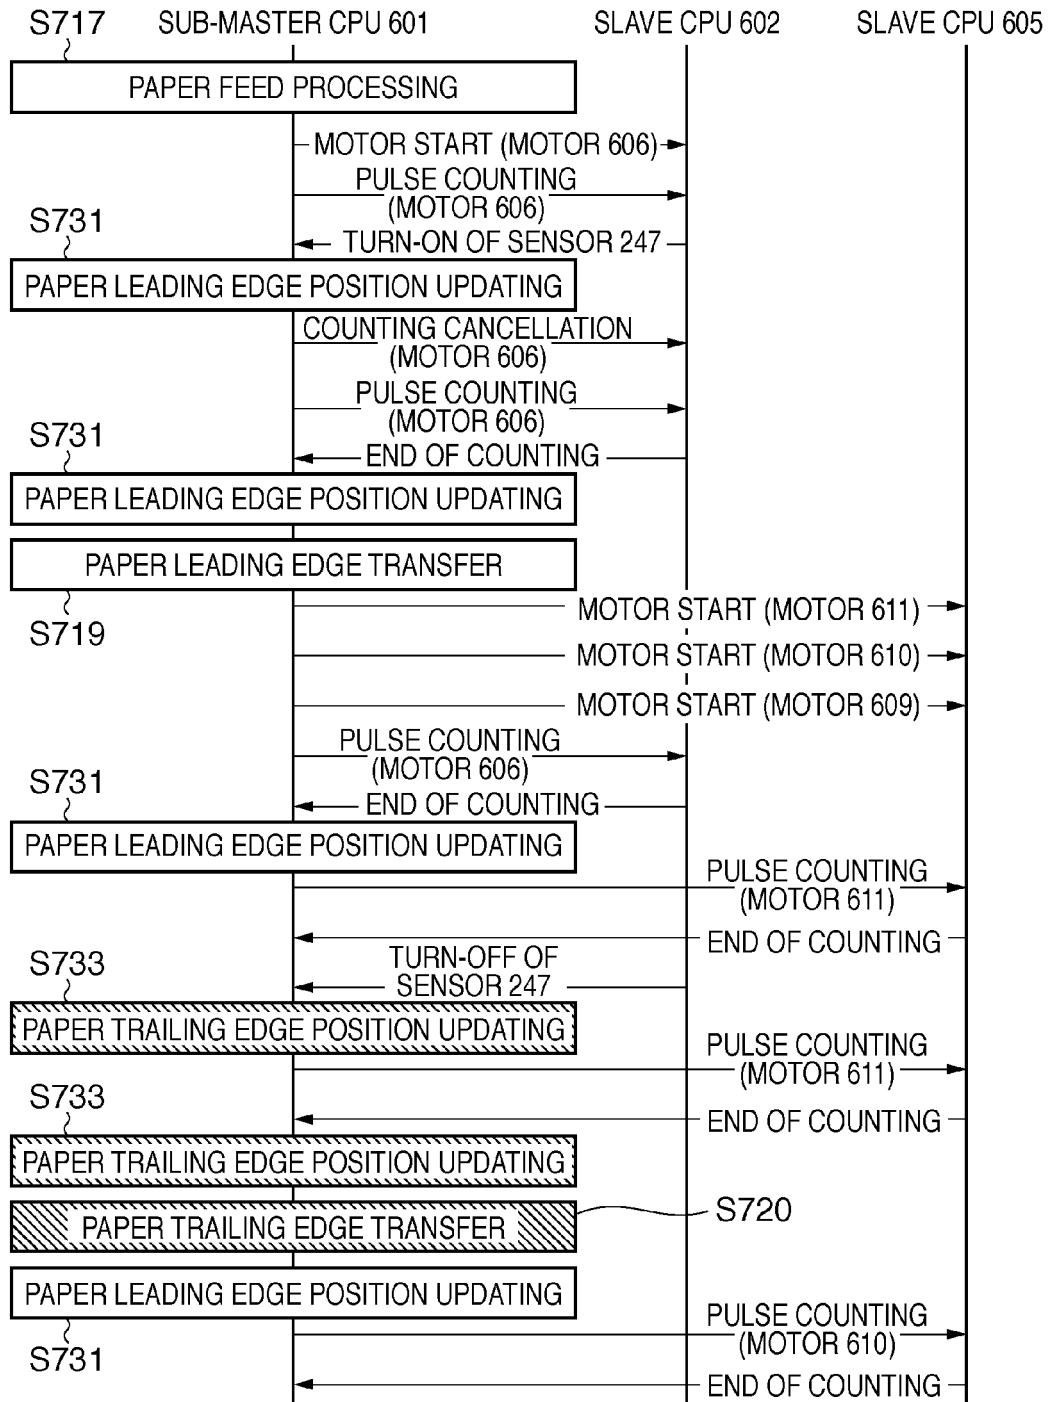 S717 SUB-MASTER CPU 601 SLAVE CPU 602 SLAVE CPU 605
PAPER FEED PROCESSING
MOTOR START (MOTOR 606)
PULSE COUNTING
(MOTOR 606)
S731
TURN-ON OF SENSOR 247
PAPER LEADING EDGE POSITION UPDATING
COUNTING CANCELLATION
(MOTOR 606)
PULSE COUNTING
(MOTOR 606)
S731
END OF COUNTING
PAPER LEADING EDGE POSITION UPDATING
PAPER LEADING EDGE TRANSFER
S719
MOTOR START (MOTOR 611)
MOTOR START (MOTOR 610)
MOTOR START (MOTOR 609)
PULSE COUNTING
(MOTOR 606)
S731
END OF COUNTING
PAPER LEADING EDGE POSITION UPDATING
PULSE COUNTING
(MOTOR 611)
END OF COUNTING
S733
TURN-OFF OF
SENSOR 247
PAPER TRAILING EDGE POSITION UPDATING
PULSE COUNTING
(MOTOR 611)
S733
END OF COUNTING
PAPER TRAILING EDGE POSITION UPDATING
S720
PAPER TRAILING EDGE TRANSFER
PAPER LEADING EDGE POSITION UPDATING
PULSE COUNTING
(MOTOR 610)
S731
END OF COUNTING